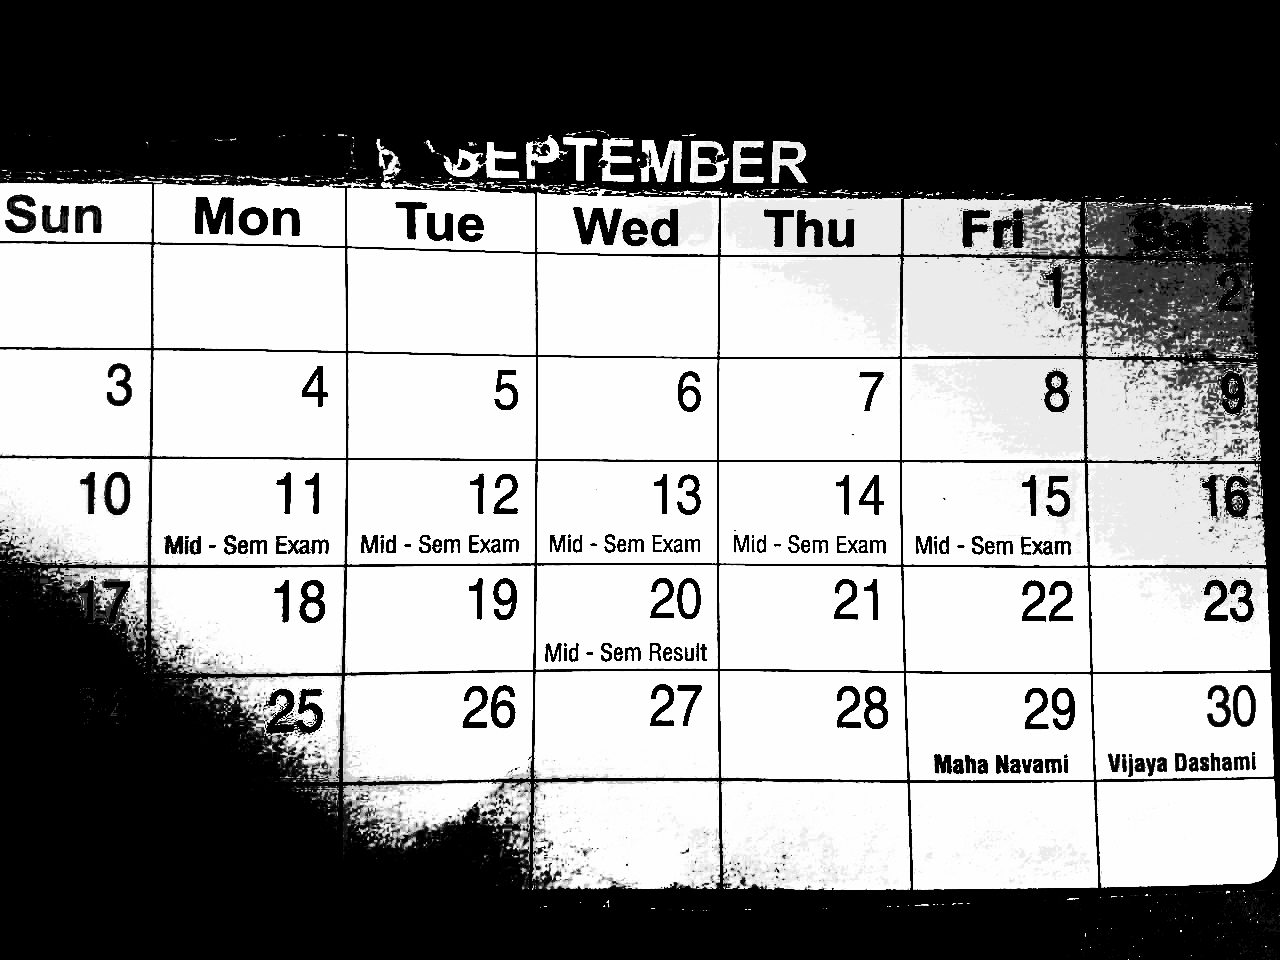 SEPTEMBER
Sun Mon Tue Wed Thu Fri Sat
1 2
3 4 5 6 7 8 9
10 11 12 13 14 15 16
Mid - Sem Exam Mid - Sem Exam Mid - Sem Exam Mid - Sem Exam Mid - Sem Exam
17 18 19 20 21 22 23
Mid - Sem Result
24 25 26 27 28 29 30
Maha Navami Vijaya Dashami